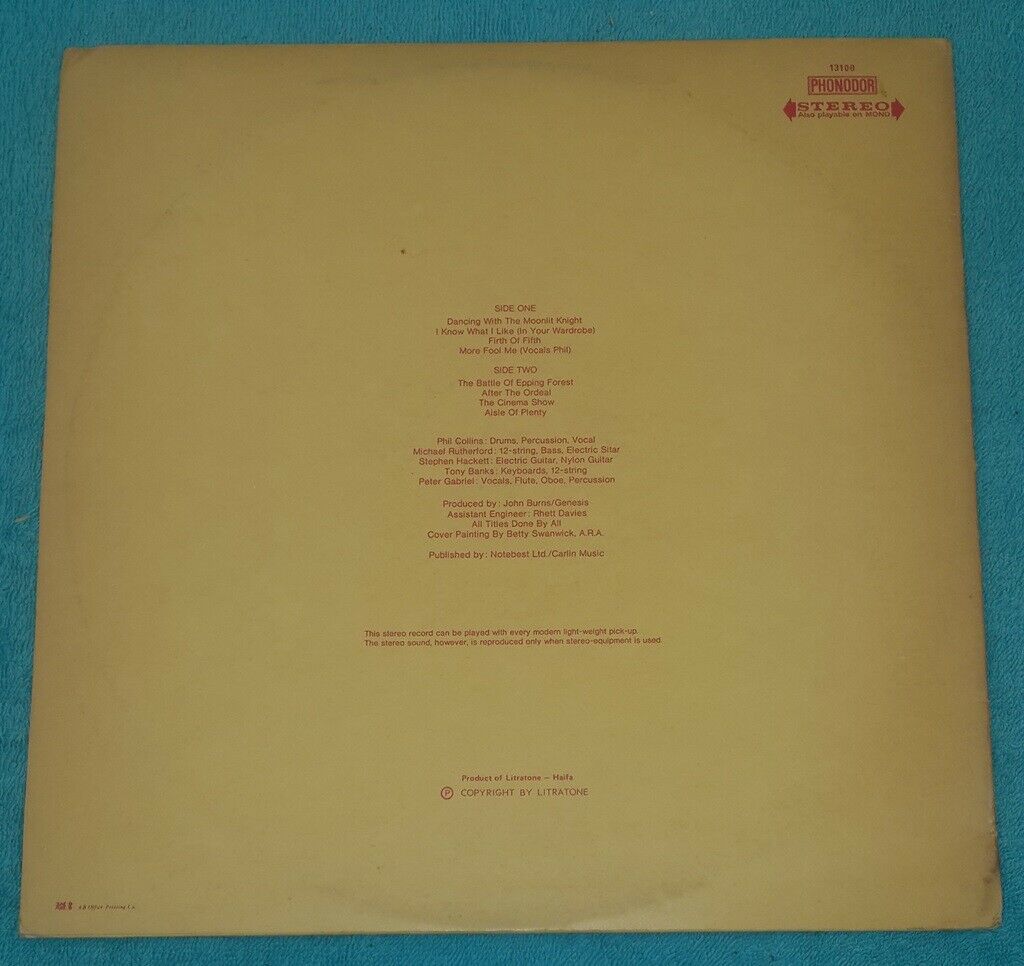 13100
PHONODOR
STEREO
Also playable on MONO
SIDE ONE
Dancing With The Moonlit Knight
I Know What I Like (In Your Wardrobe)
Firth Of Fifth
More Fool Me (Vocals Phil)
SIDE TWO
The Battle Of Epping Forest
After The Ordeal
The Cinema Show
Aisle Of Plenty
Phil Collins: Drums, Percussion, Vocal
Michael Rutherford: 12-string, Bass, Electric Sitar
Stephen Hackett: Electric Guitar, Nylon Guitar
Tony Banks: Keyboards, 12-string
Peter Gabriel: Vocals, Flute, Oboe, Percussion
Produced by: John Burns/Genesis
Assistant Engineer: Rhett Davies
All Titles Done By All
Cover Painting By Betty Swanwick, A.R.A.
Published by: Notebest Ltd./Carlin Music
This stereo record can be played with every modern light-weight pick-up.
The stereo sound, however, is reproduced only when stereo-equipment is used.
Product of Litratone – Haifa
Ⓟ COPYRIGHT BY LITRATONE